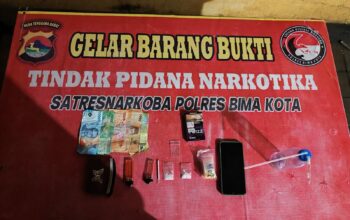 GELAR BARANG BUKTI
TINDAK PIDANA NARKOTIKA
SATRESNARKOBA POLRES BIMA KOTA